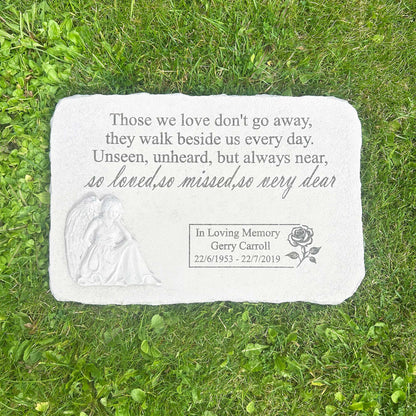 Those we love don't go away,
they walk beside us every day.
Unseen, unheard, but always near,
so loved,so missed,so very dear
In Loving Memory
Gerry Carroll
22/6/1953 - 22/7/2019